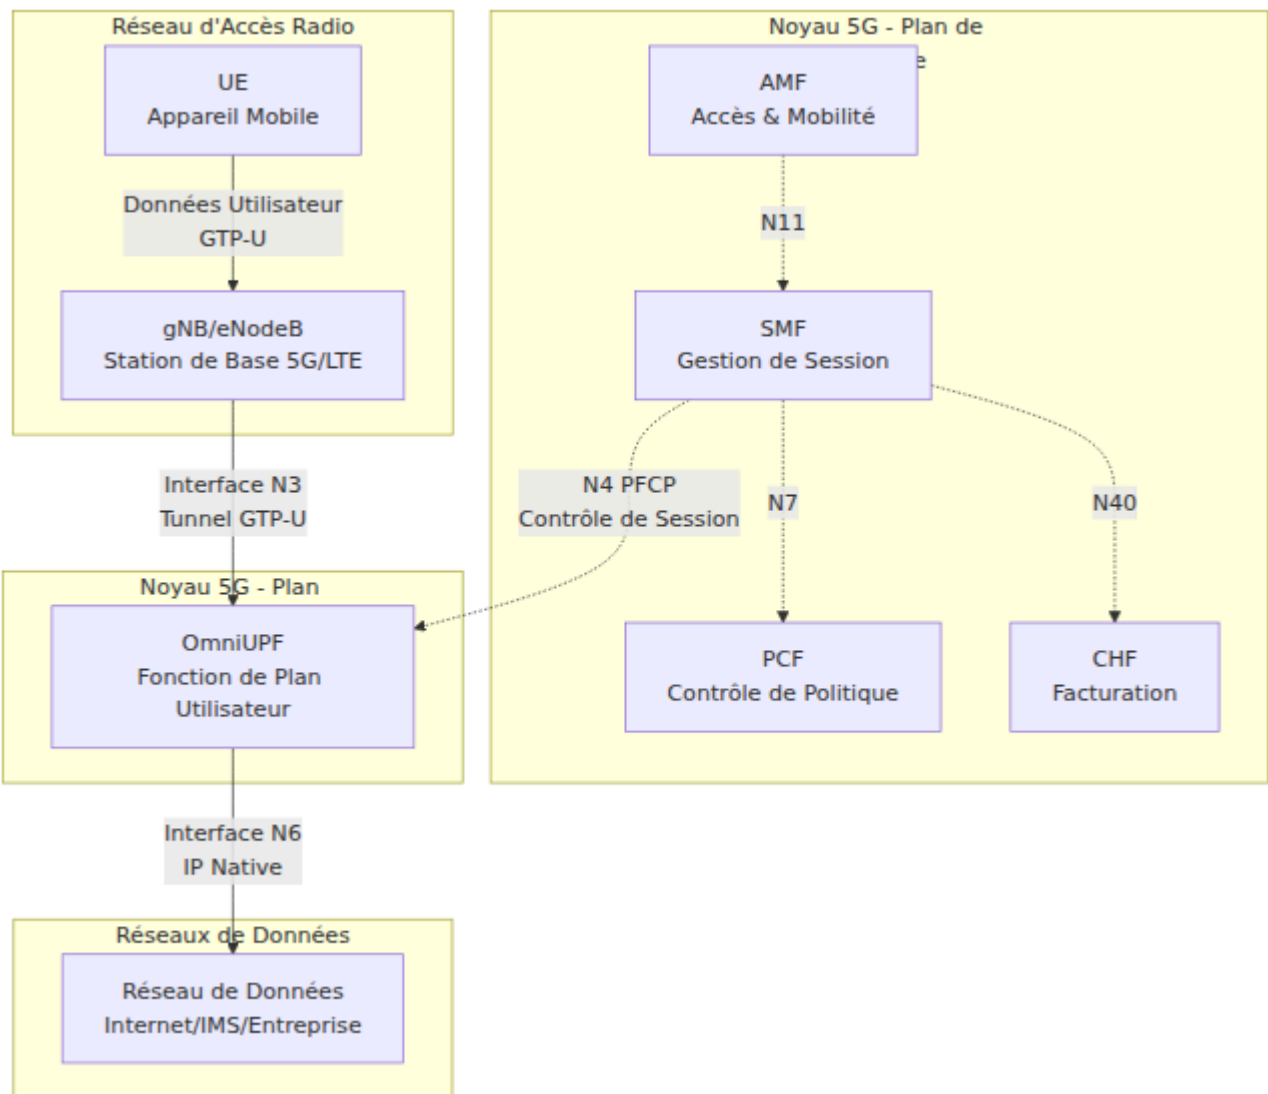 Réseau d'Accès Radio
UE
Appareil Mobile
Données Utilisateur
GTP-U
gNB/eNodeB
Station de Base 5G/LTE
Interface N3
Tunnel GTP-U
Noyau 5G - Plan
OmniUPF
Fonction de Plan
Utilisateur
Interface N6
IP Native
Réseaux de Données
Réseau de Données
Internet/IMS/Entreprise
Noyau 5G - Plan de
e
AMF
Accès & Mobilité
N11
SMF
Gestion de Session
N4 PFCP
Contrôle de Session
N7
N40
PCF
Contrôle de Politique
CHF
Facturation